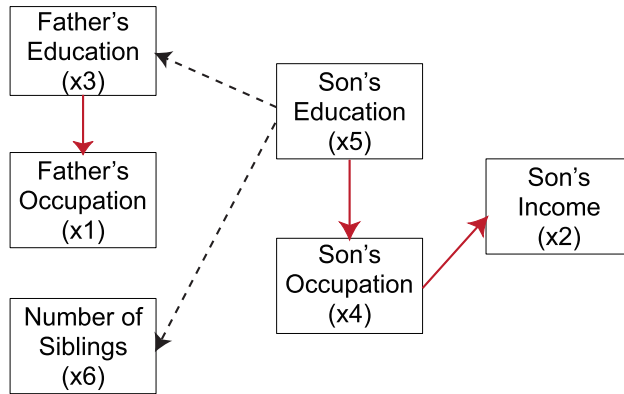 Father's
Education
(x3)
Son's
Education
(x5)
Father's
Occupation
(x1)
Son's
Income
(x2)
Son's
Occupation
(x4)
Number of
Siblings
(x6)